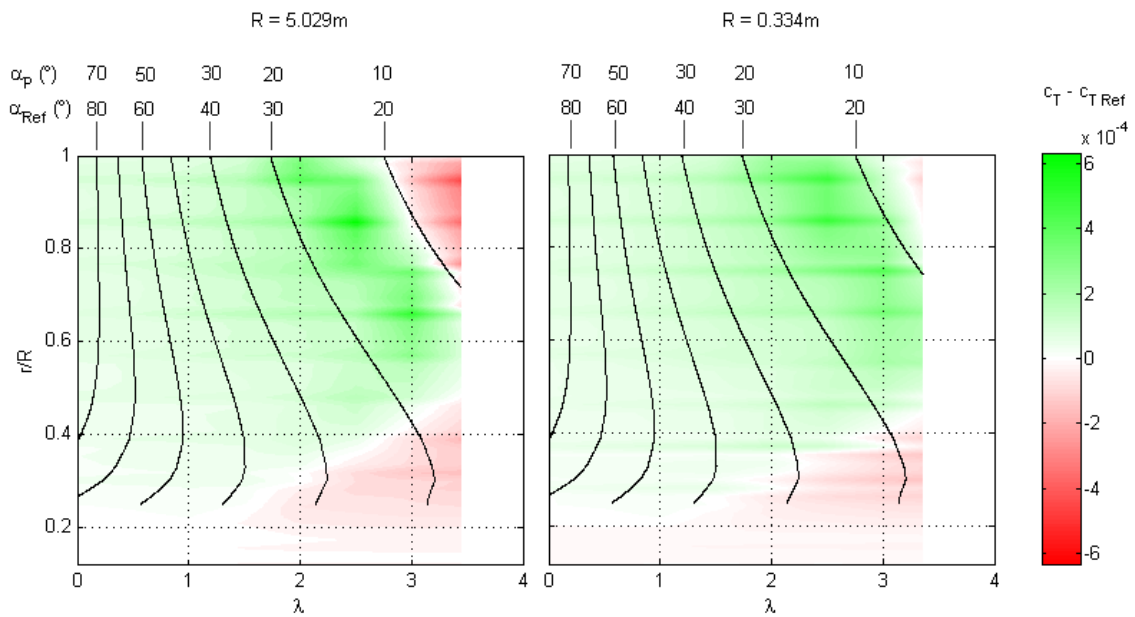 R = 5.029m R = 0.334m
αp (°) 70 50 30 20 10 70 50 30 20 10
αRef (°) 80 60 40 30 20 80 60 40 30 20
cT - cT Ref
x 10-4
1 6
0.8 4
0.6 2
r/R 0
0.4 -2
0.2 -4
-6
0 1 2 3 4 0 1 2 3 4
λ λ